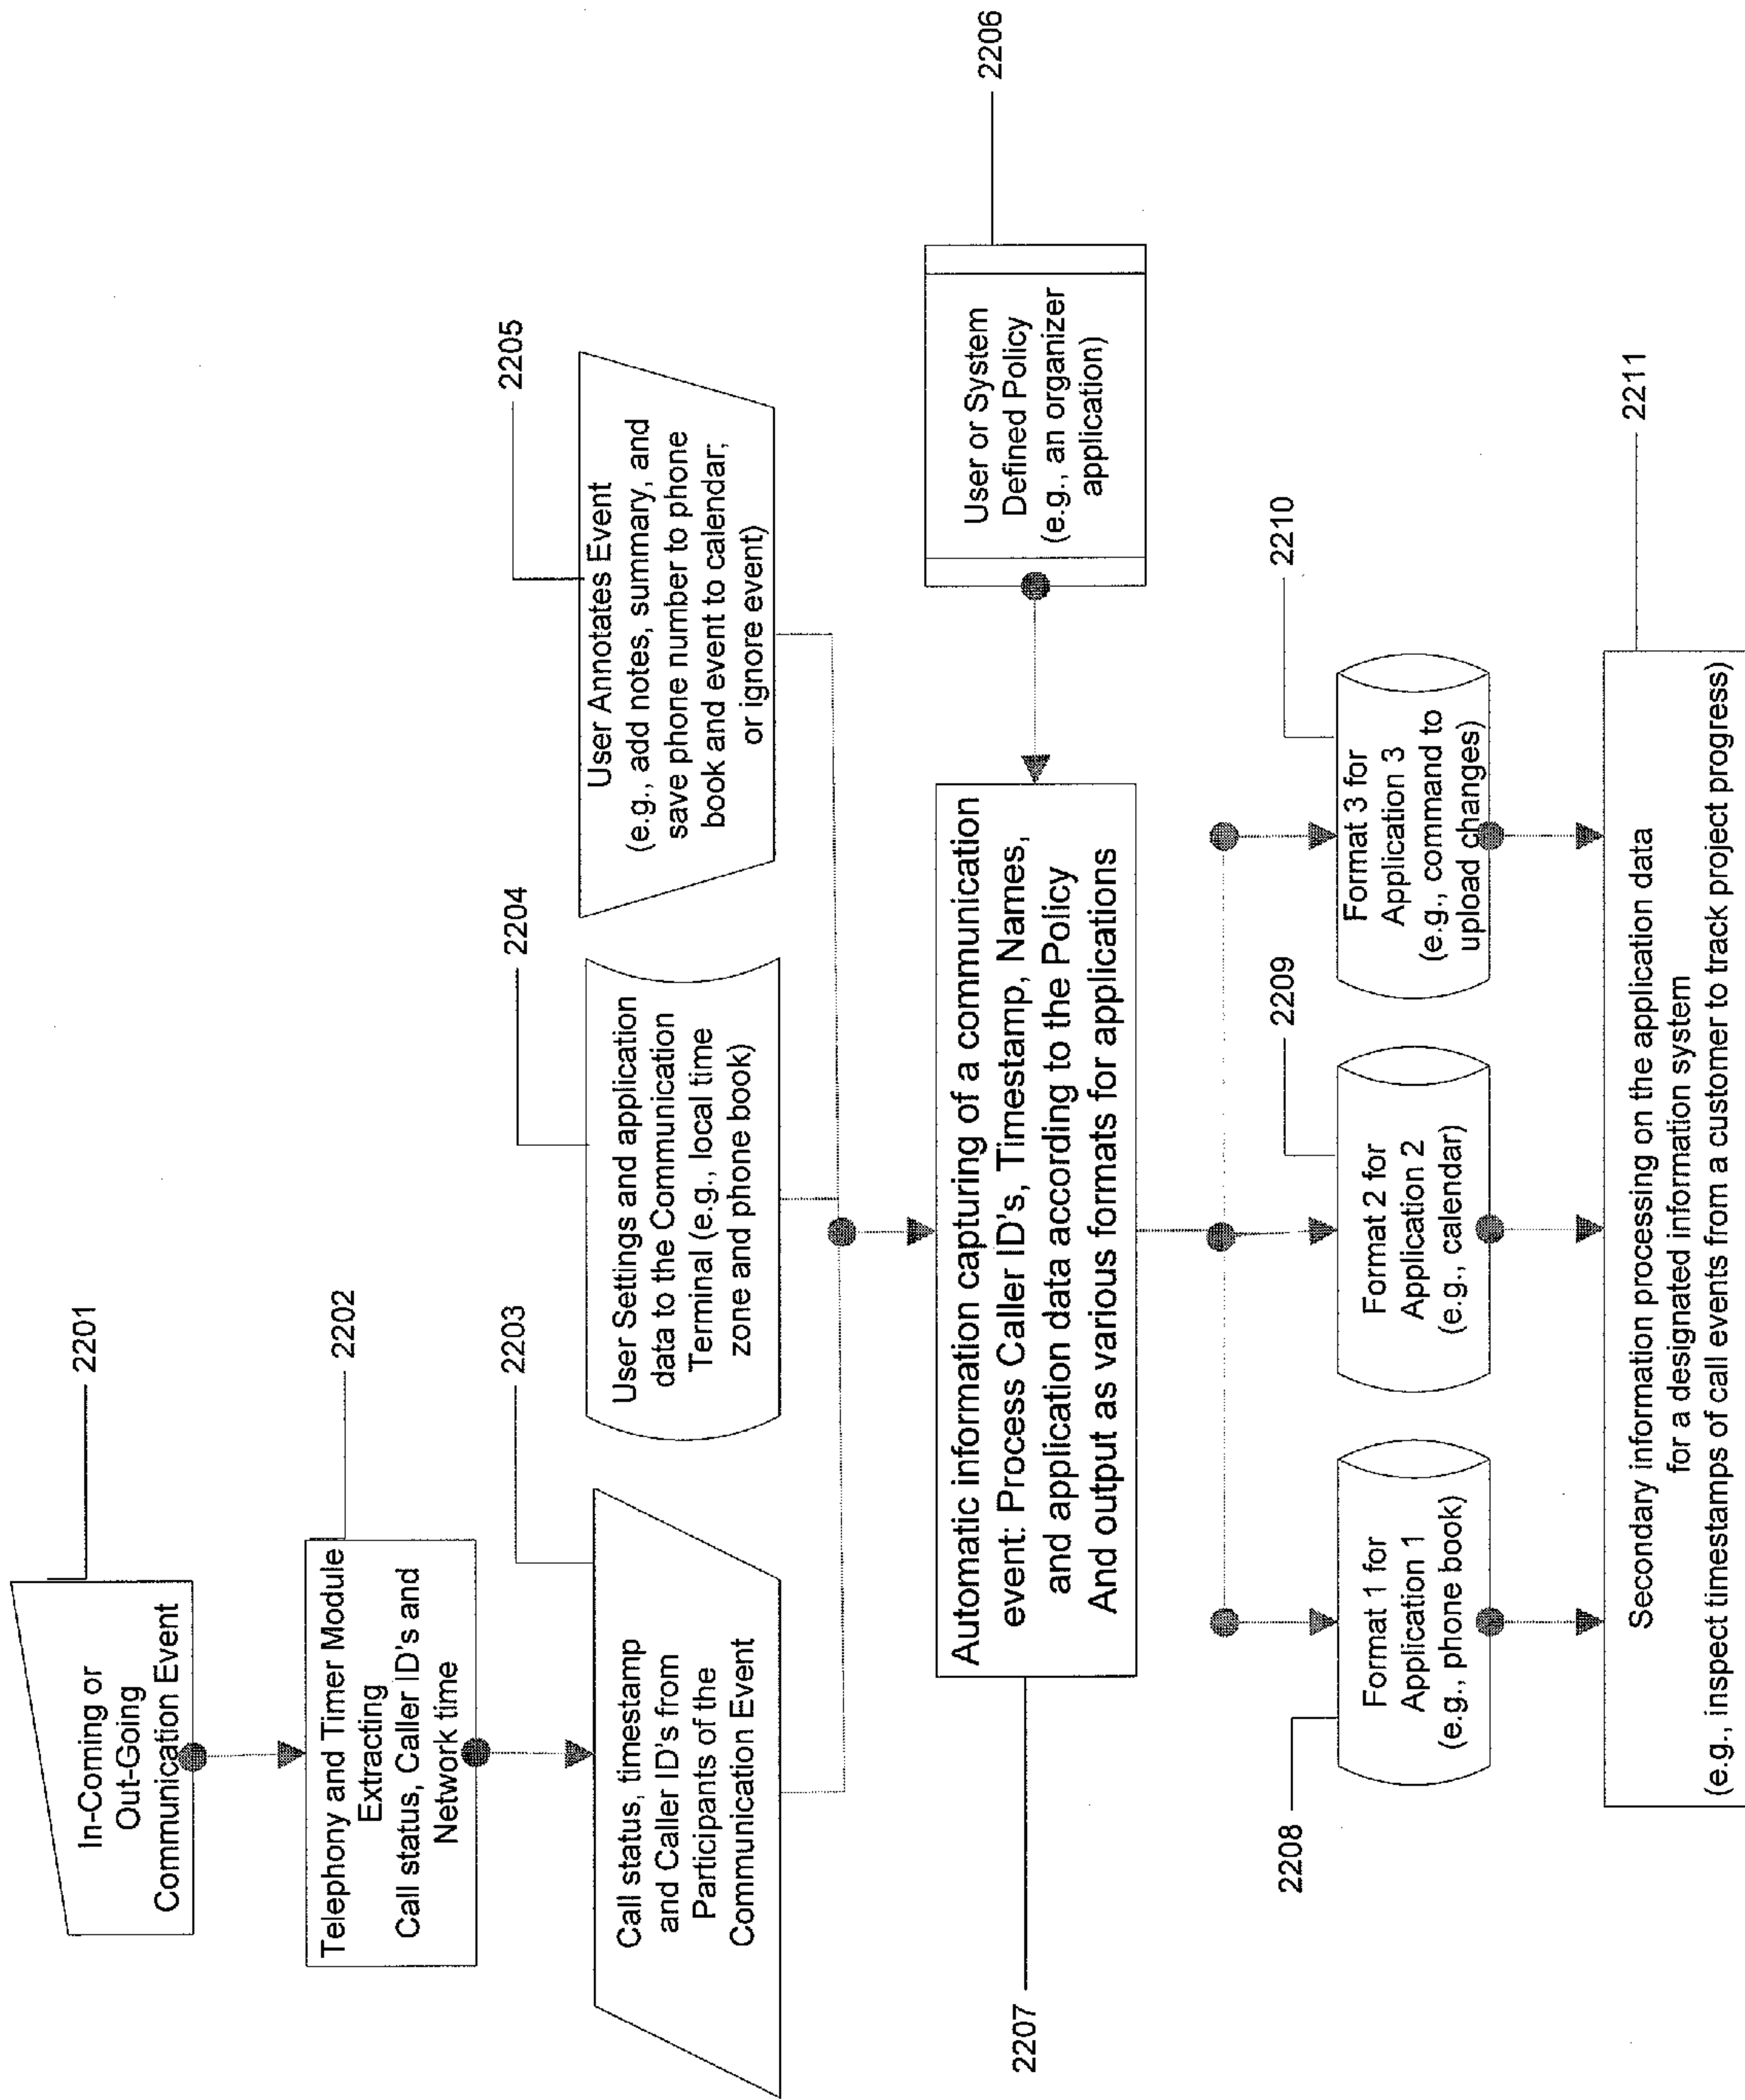 2201
In-Coming or
Out-Going
Communication Event
2202
Telephony and Timer Module
Extracting
Call status, Caller ID's and
Network time
2203
Call status, timestamp
and Caller ID's from
Participants of the
Communication Event
2204
User Settings and application
data to the Communication
Terminal (e.g., local time
zone and phone book)
2205
User Annotates Event
(e.g., add notes, summary, and
save phone number to phone
book and event to calendar;
or ignore event)
2206
User or System
Defined Policy
(e.g., an organizer
application)
2207
Automatic information capturing of a communication
event: Process Caller ID's, Timestamp, Names,
and application data according to the Policy
And output as various formats for applications
2208
Format 1 for
Application 1
(e.g., phone book)
2209
Format 2 for
Application 2
(e.g., calendar)
2210
Format 3 for
Application 3
(e.g., command to
upload changes)
2211
Secondary information processing on the application data
for a designated information system
(e.g., inspect timestamps of call events from a customer to track project progress)